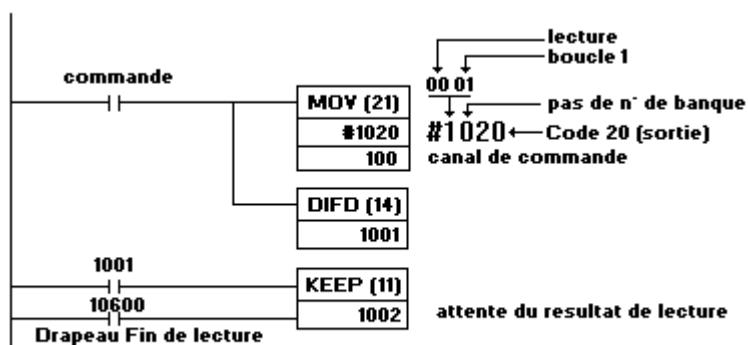 lecture
boucle 1
commande
00 01
MOV (21)
pas de n° de banque
#1020
#1020
Code 20 (sortie)
100
canal de commande
DIFD (14)
1001
1001
KEEP (11)
10600
1002
attente du resultat de lecture
Drapeau Fin de lecture